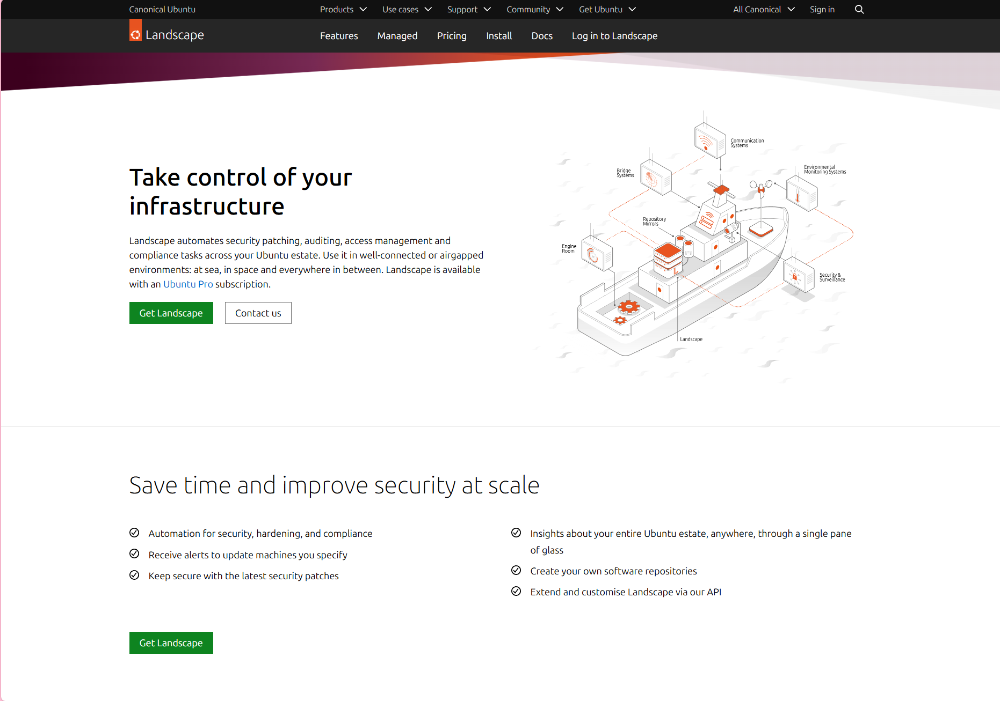 Canonical Ubuntu
Products
Use cases
Support
Community
Get Ubuntu
All Canonical
Sign in
Landscape
Features
Managed
Pricing
Install
Docs
Log in to Landscape
Take control of your
infrastructure
Landscape automates security patching, auditing, access management and
compliance tasks across your Ubuntu estate. Use it in well-connected or airgapped
environments: at sea, in space and everywhere in between. Landscape is available
with an Ubuntu Pro subscription.
Get Landscape
Contact us
Communication
Systems
Bridge
Systems
Environmental
Monitoring Systems
Repository
Mirrors
Engine
Room
Security &
Surveillance
L
Landscape
Save time and improve security at scale
Automation for security, hardening, and compliance
Receive alerts to update machines you specify
Keep secure with the latest security patches
Insights about your entire Ubuntu estate, anywhere, through a single pane
of glass
Create your own software repositories
Extend and customise Landscape via our API
Get Landscape